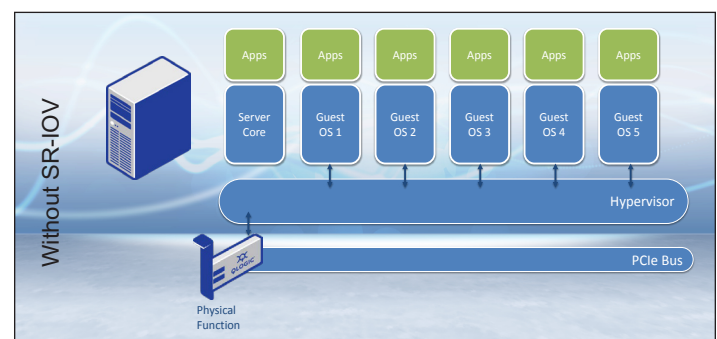 Without SR-IOV
Apps
Apps
Apps
Apps
Apps
Apps
Server
Core
Guest
OS 1
Guest
OS 2
Guest
OS 3
Guest
OS 4
Guest
OS 5
Hypervisor
PCIe Bus
QLOGIC
Physical
Function